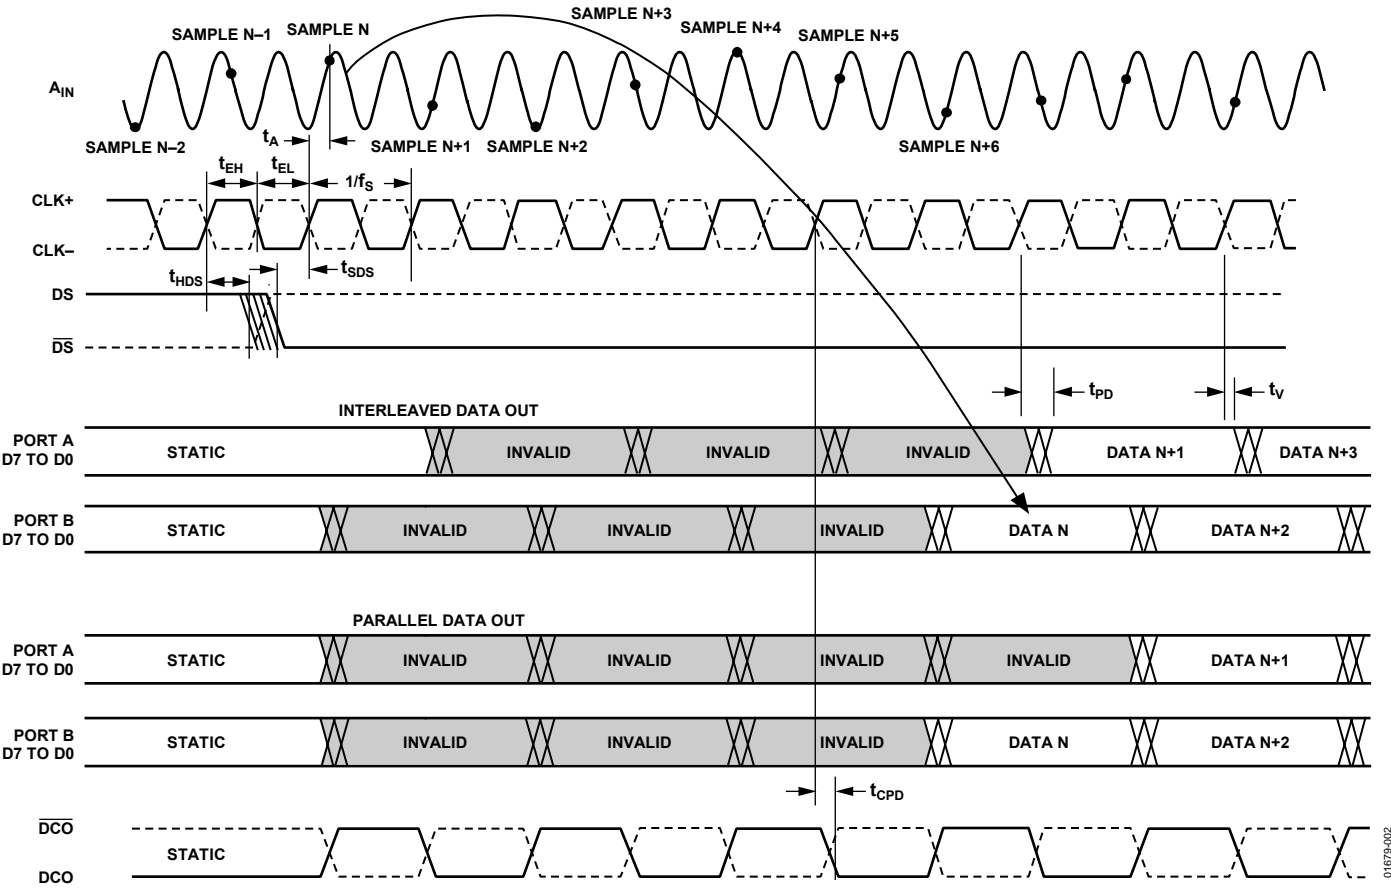 SAMPLE N+3
SAMPLE N–1 SAMPLE N SAMPLE N+4 SAMPLE N+5
AIN
SAMPLE N–2 tA SAMPLE N+1 SAMPLE N+2 SAMPLE N+6
tEH tEL 1/fS
CLK+
CLK–
tHDS tSDS
DS
DS
tPD tV
INTERLEAVED DATA OUT
PORT A
D7 TO D0
STATIC INVALID INVALID INVALID DATA N+1 DATA N+3
PORT B
D7 TO D0
STATIC INVALID INVALID INVALID DATA N DATA N+2
PARALLEL DATA OUT
PORT A
D7 TO D0
STATIC INVALID INVALID INVALID INVALID DATA N+1
PORT B
D7 TO D0
STATIC INVALID INVALID INVALID DATA N DATA N+2
tCPD
DCO
STATIC
DCO
01679-002